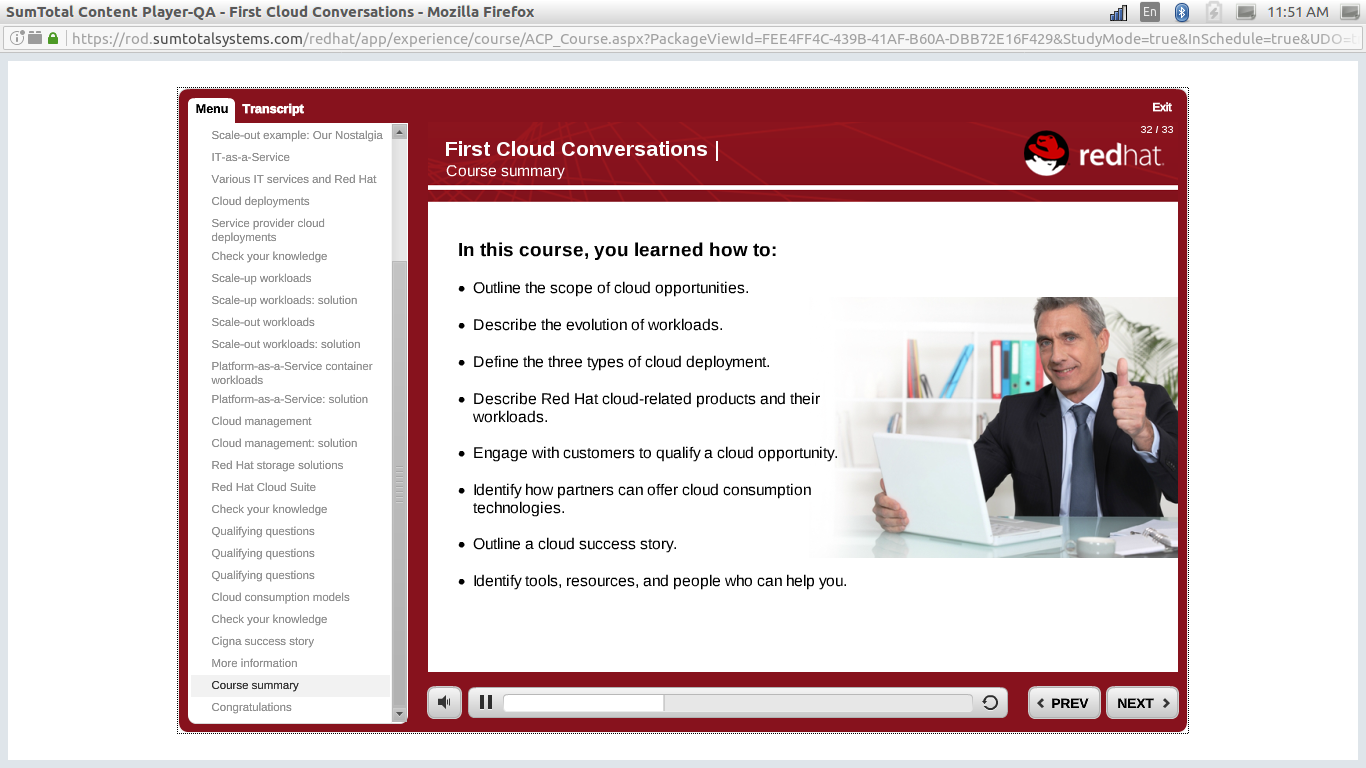 SumTotal Content Player-QA - First Cloud Conversations - Mozilla Firefox
En
11:51 AM
https://rod.sumtotalsystems.com/redhat/app/experience/course/ACP_Course.aspx?PackageViewId=FEE4FF4C-439B-41AF-B60A-DBB72E16F429&StudyMode=true&InSchedule=true&UDO=
Menu
Transcript
Exit
32 / 33
First Cloud Conversations |
Course summary
redhat.
Scale-out example: Our Nostalgia
IT-as-a-Service
Various IT services and Red Hat
Cloud deployments
Service provider cloud
deployments
Check your knowledge
Scale-up workloads
Scale-up workloads: solution
Scale-out workloads
Scale-out workloads: solution
Platform-as-a-Service container
workloads
Platform-as-a-Service: solution
Cloud management
Cloud management: solution
Red Hat storage solutions
Red Hat Cloud Suite
Check your knowledge
Qualifying questions
Qualifying questions
Qualifying questions
Cloud consumption models
Check your knowledge
Cigna success story
More information
Course summary
Congratulations
In this course, you learned how to:
• Outline the scope of cloud opportunities.
• Describe the evolution of workloads.
• Define the three types of cloud deployment.
• Describe Red Hat cloud-related products and their
workloads.
• Engage with customers to qualify a cloud opportunity.
• Identify how partners can offer cloud consumption
technologies.
• Outline a cloud success story.
• Identify tools, resources, and people who can help you.
PREV
NEXT